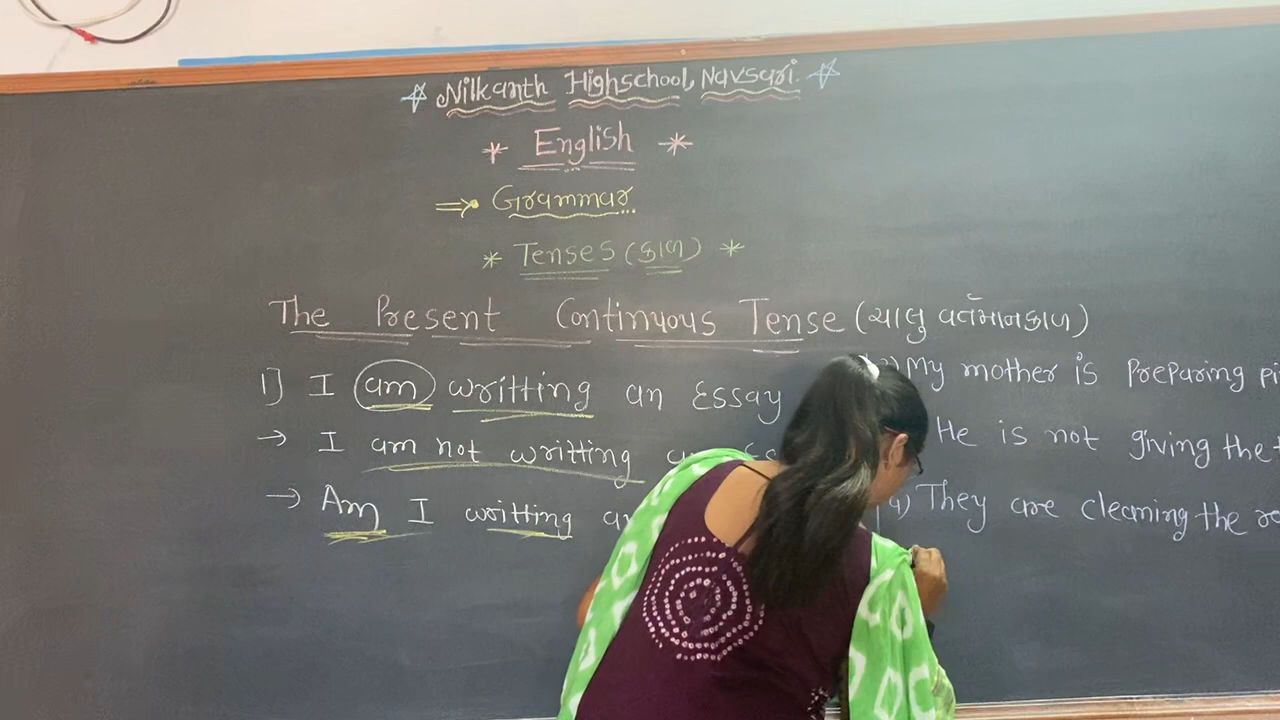 Nilkanth Highschool, Navsari.
* English *
⇒ Grammar
* Tenses (કાળ) *
The Present Continuous Tense (ચાલુ વર્તમાનકાળ)
1] I am writting an Essay
→ I am not writting
→ Am I writting
My mother is preparing
He is not giving the
4) They are cleaning the